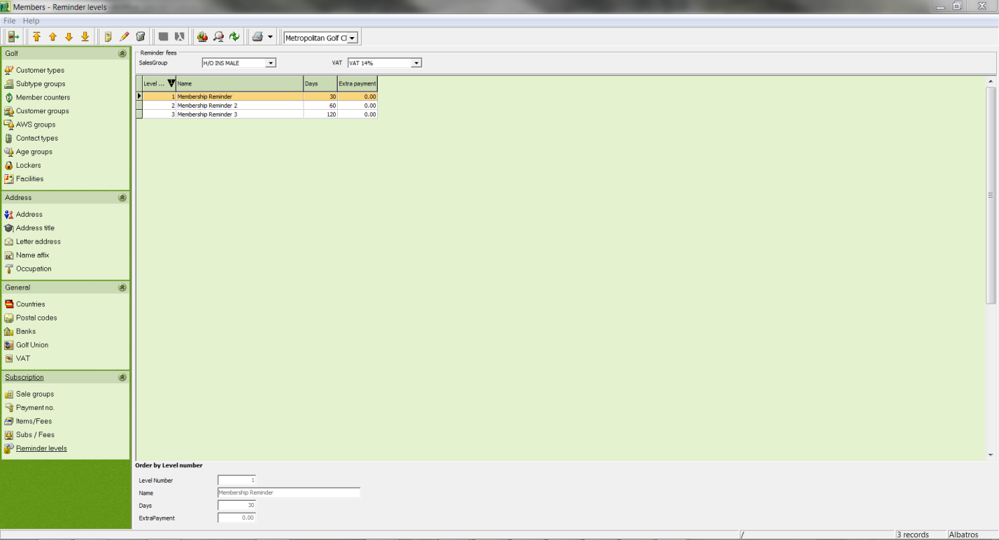 Members - Reminder levels
File Help
Metropolitan Golf Cl
Golf
Customer types
Subtype groups
Member counters
Customer groups
AWS groups
Contact types
Age groups
Lockers
Facilities
Address
Address
Address title
Letter address
Name affix
Occupation
General
Countries
Postal codes
Banks
Golf Union
VAT
Subscription
Sale groups
Payment no.
Items/Fees
Subs / Fees
Reminder levels
Reminder fees
SalesGroup H/O INS MALE VAT VAT 14%
Level ... Name Days Extra payment
1 Membership Reminder 30 0.00
2 Membership Reminder 2 60 0.00
3 Membership Reminder 3 120 0.00
Order by Level number
Level Number 1
Name Membership Reminder
Days 30
ExtraPayment 0.00
/ 3 records Albatros